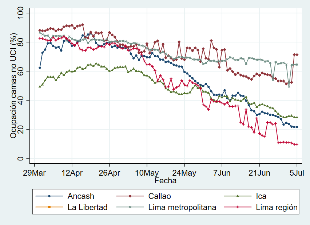 Ocupación camas no UCI (%)
100
80
60
40
20
0
29Mar 12Apr 26Apr 10May 24May 7Jun 21Jun 5Jul
Fecha
Ancash Callao Ica
La Libertad Lima metropolitana Lima región